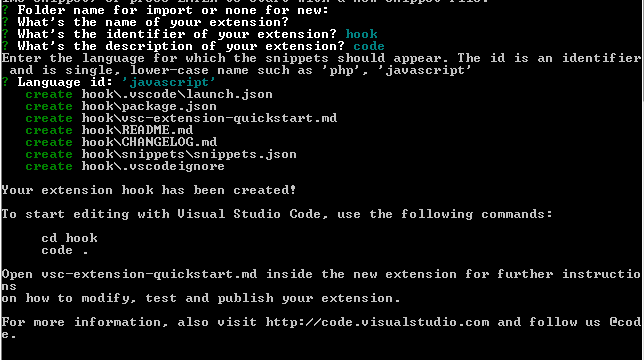 ? Folder name for import or none for new:
? What's the name of your extension?
? What's the identifier of your extension? hook
? What's the description of your extension? code
Enter the language for which the snippets should appear. The id is an identifier
 and is single, lower-case name such as 'php', 'javascript'
? Language id: 'javascript'
   create hook\.vscode\launch.json
   create hook\package.json
   create hook\vsc-extension-quickstart.md
   create hook\README.md
   create hook\CHANGELOG.md
   create hook\snippets\snippets.json
   create hook\.vscodeignore
Your extension hook has been created!
To start editing with Visual Studio Code, use the following commands:
     cd hook
     code .
Open vsc-extension-quickstart.md inside the new extension for further instructio
ns
on how to modify, test and publish your extension.
For more information, also visit http://code.visualstudio.com and follow us @cod
e.